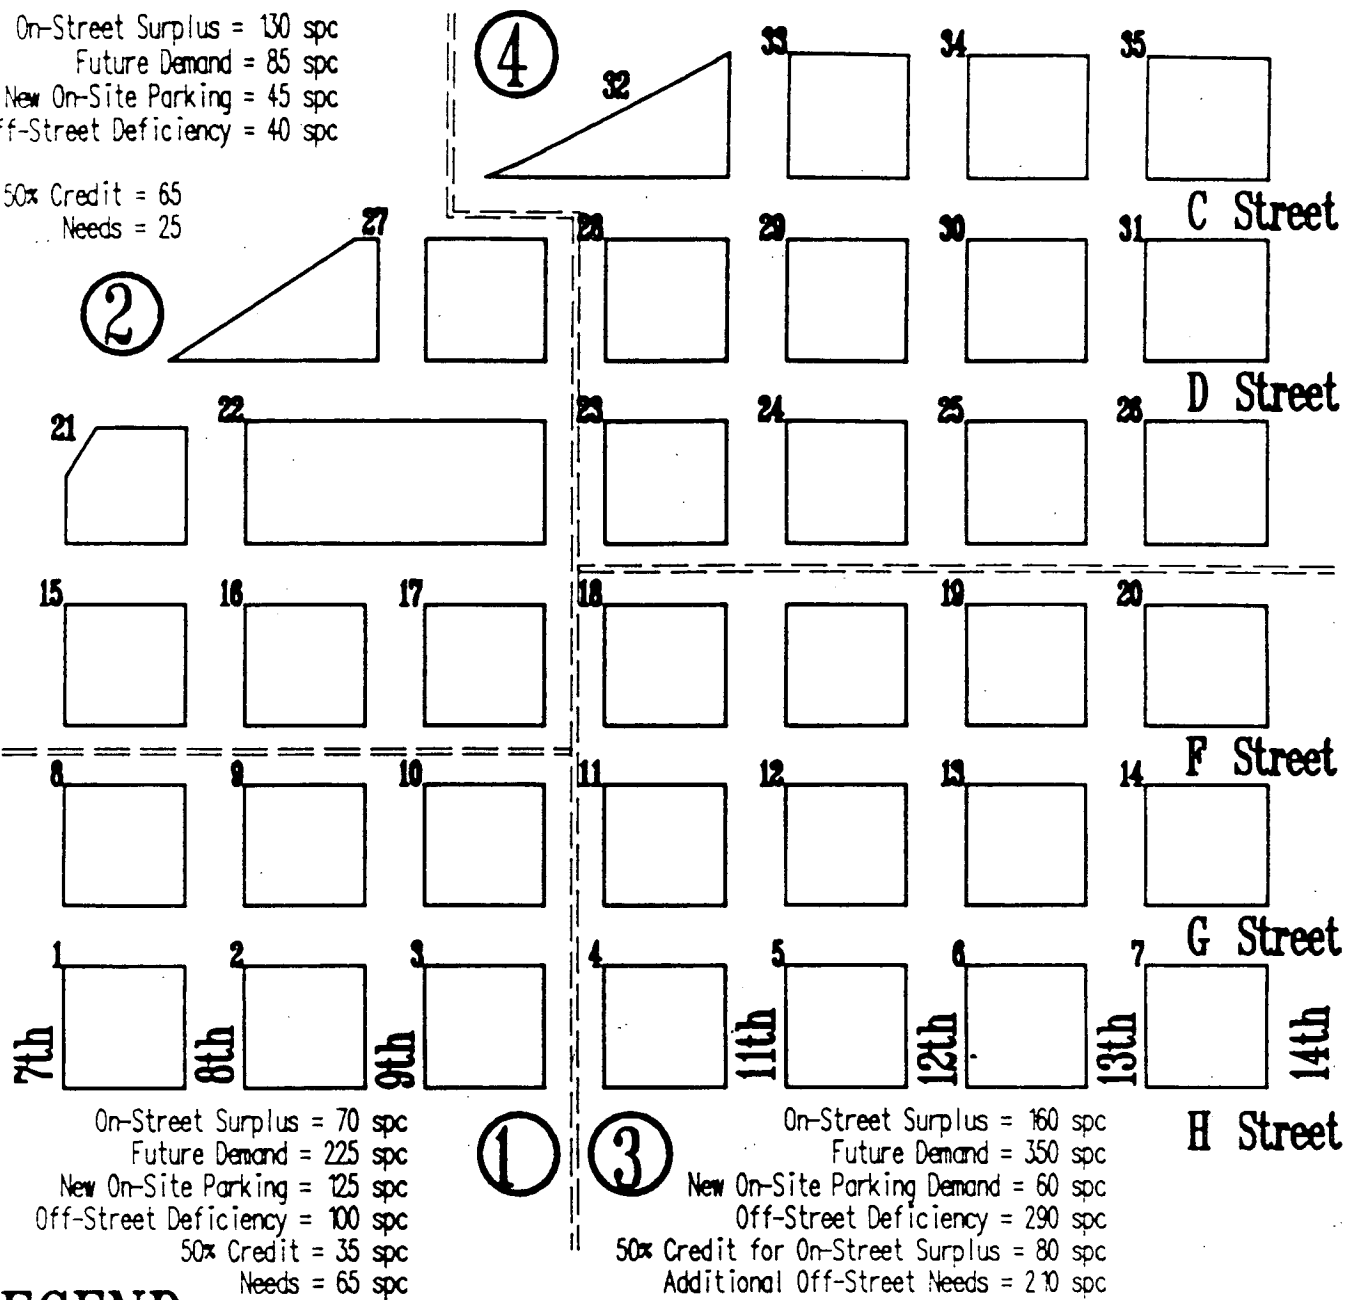 On-Street Surplus = 130 spc
Future Demand = 85 spc
New On-Site Parking = 45 spc
ff-Street Deficiency = 40 spc
50% Credit = 65
Needs = 25
4
32
33
34
35
C Street
27
28
29
30
31
2
D Street
21
22
23
24
25
26
15
16
17
18
19
20
F Street
8
9
10
11
12
13
14
G Street
1
2
3
4
5
6
7
7th
8th
9th
11th
12th
13th
14th
H Street
On-Street Surplus = 70 spc
Future Demand = 225 spc
New On-Site Parking = 125 spc
Off-Street Deficiency = 100 spc
50% Credit = 35 spc
Needs = 65 spc
1
3
On-Street Surplus = 160 spc
Future Demand = 350 spc
New On-Site Parking Demand = 60 spc
Off-Street Deficiency = 290 spc
50% Credit for On-Street Surplus = 80 spc
Additional Off-Street Needs = 210 spc